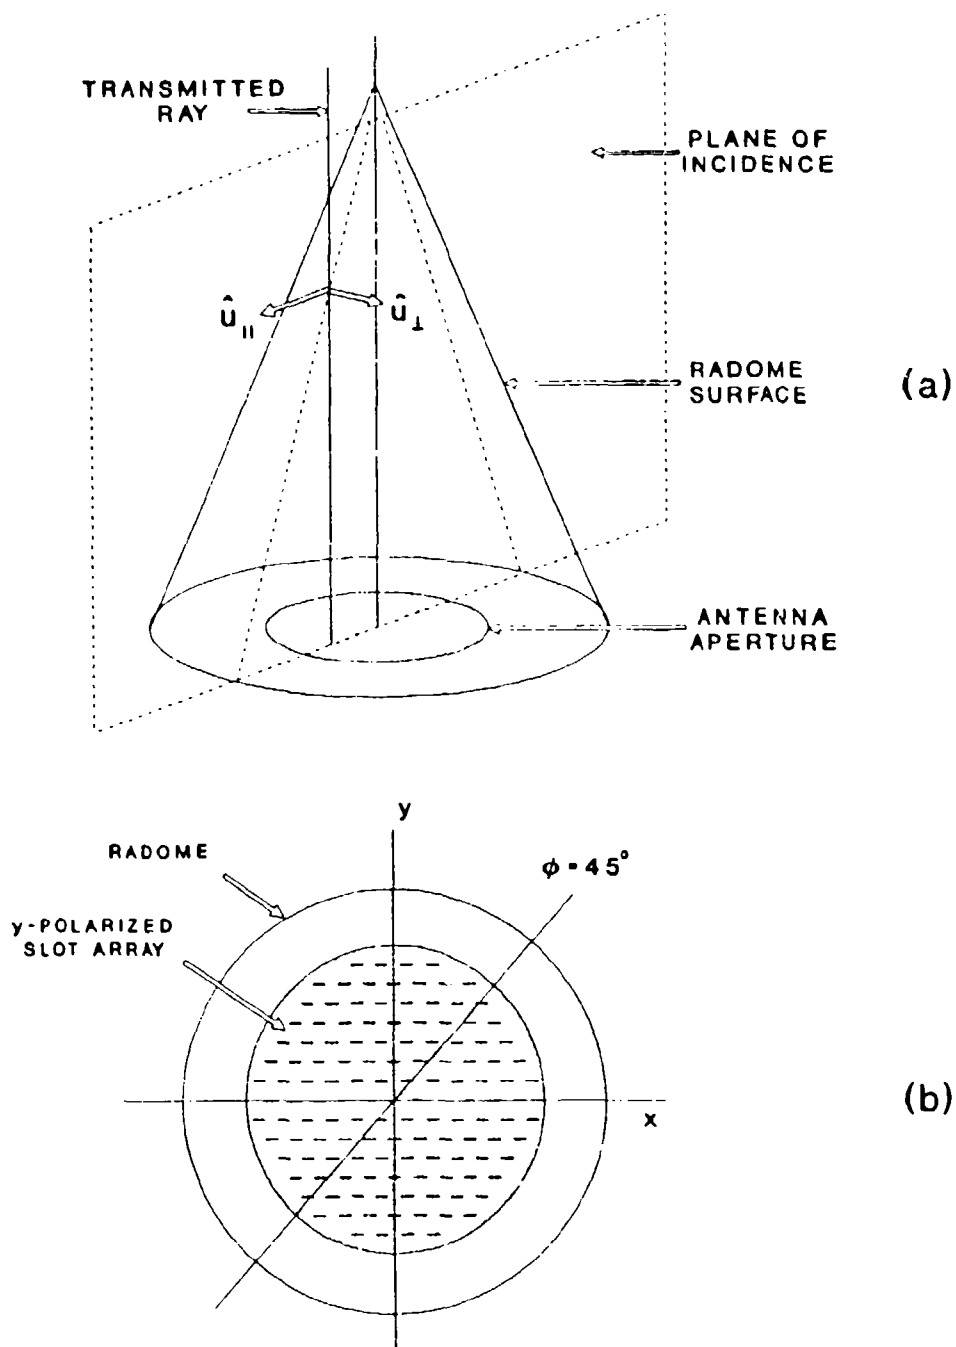 TRANSMITTED
RAY
PLANE OF
INCIDENCE
û∥
û⊥
RADOME
SURFACE
(a)
ANTENNA
APERTURE
y
RADOME
ϕ = 45°
y-POLARIZED
SLOT ARRAY
x
(b)